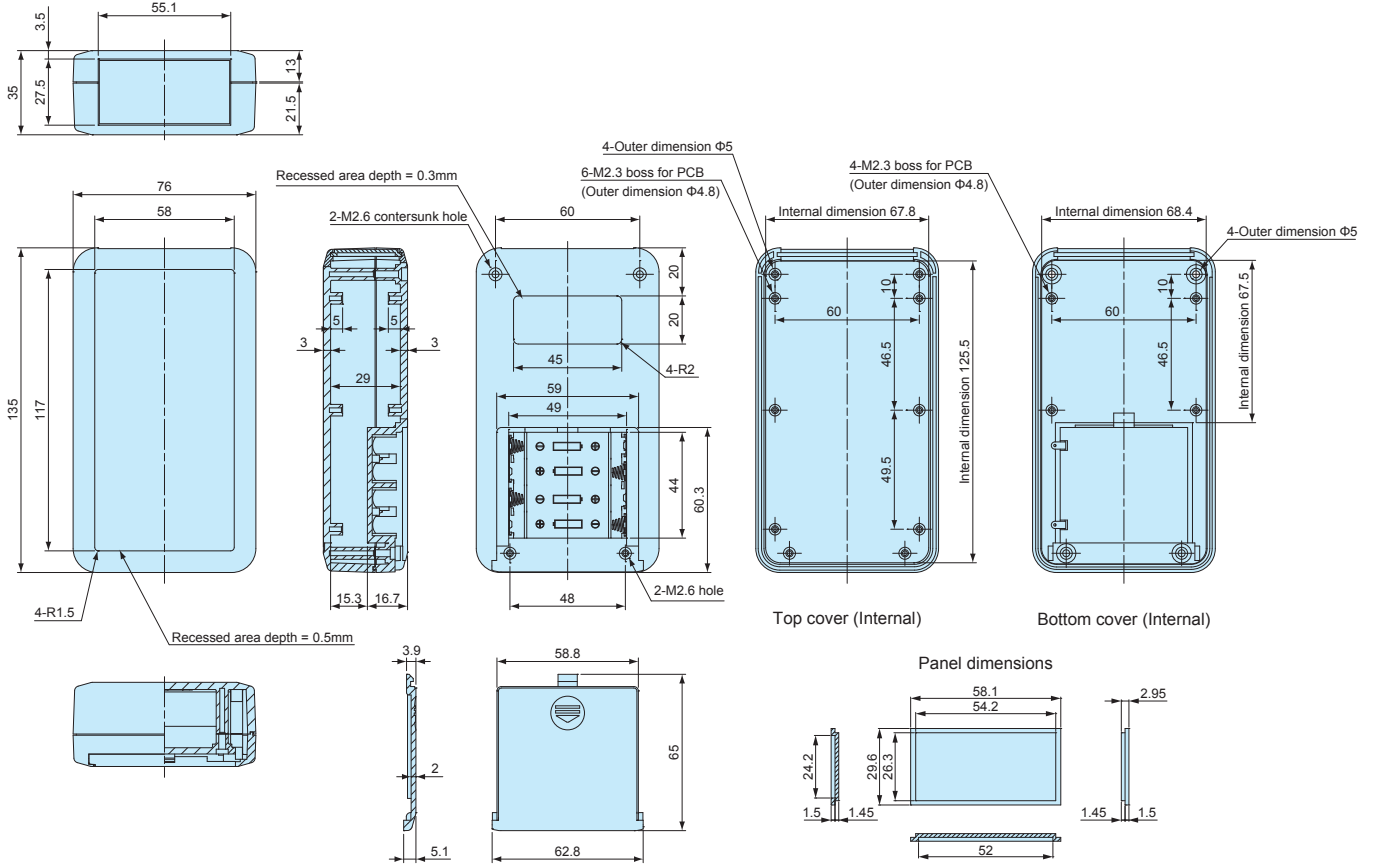 55.1
3.5
35
27.5
13
21.5
76
58
135
117
4-R1.5
Recessed area depth = 0.5mm
Recessed area depth = 0.3mm
2-M2.6 contersunk hole
5
5
3
3
29
15.3
16.7
60
20
20
45
4-R2
59
49
44
60.3
48
2-M2.6 hole
4-Outer dimension Φ5
6-M2.3 boss for PCB
(Outer dimension Φ4.8)
Internal dimension 67.8
10
60
46.5
49.5
Internal dimension 125.5
Top cover (Internal)
4-M2.3 boss for PCB
(Outer dimension Φ4.8)
Internal dimension 68.4
4-Outer dimension Φ5
10
60
46.5
Internal dimension 67.5
Bottom cover (Internal)
3.9
2
5.1
58.8
65
62.8
Panel dimensions
58.1
54.2
2.95
24.2
29.6
26.3
1.5
1.45
1.45
1.5
52